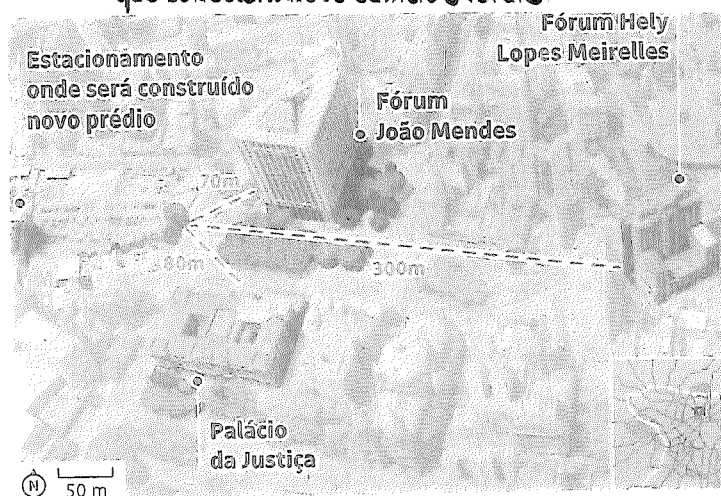 Fórum Hely
Lopes Meirelles
Estacionamento
onde será construído
novo prédio
Fórum
João Mendes
70m
80m
300m
Palácio
da Justiça
N
50 m